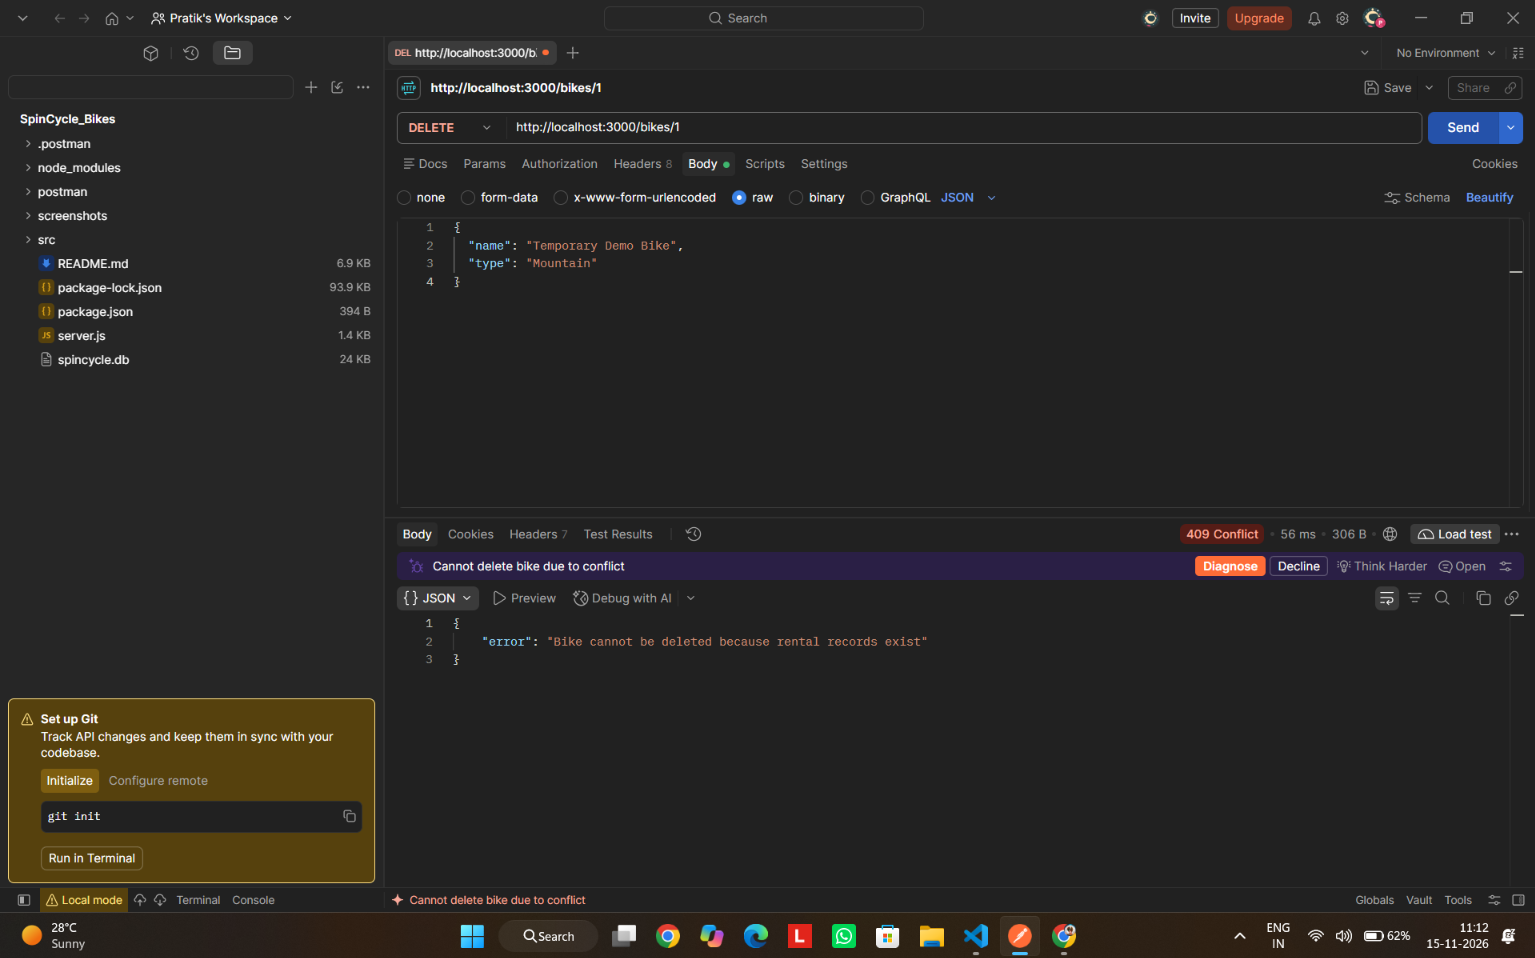 Pratik's Workspace
Search
Invite
Upgrade
DEL http://localhost:3000/b
No Environment
HTTP
http://localhost:3000/bikes/1
Save
Share
SpinCycle_Bikes
.postman
node_modules
postman
screenshots
src
README.md 6.9 KB
{} package-lock.json 93.9 KB
{} package.json 394 B
JS server.js 1.4 KB
spincycle.db 24 KB
DELETE http://localhost:3000/bikes/1
Send
Docs Params Authorization Headers 8 Body Scripts Settings Cookies
none form-data x-www-form-urlencoded raw binary GraphQL JSON Schema Beautify
1 {
2 "name": "Temporary Demo Bike",
3 "type": "Mountain"
4 }
Body Cookies Headers 7 Test Results 409 Conflict 56 ms 306 B Load test
Cannot delete bike due to conflict Diagnose Decline Think Harder Open
{} JSON Preview Debug with AI
1 {
2 "error": "Bike cannot be deleted because rental records exist"
3 }
Set up Git
Track API changes and keep them in sync with your
codebase.
Initialize Configure remote
git init
Run in Terminal
Local mode Terminal Console Cannot delete bike due to conflict Globals Vault Tools
28°C
Sunny
Search
L
ENG
IN
62%
11:12
15-11-2026